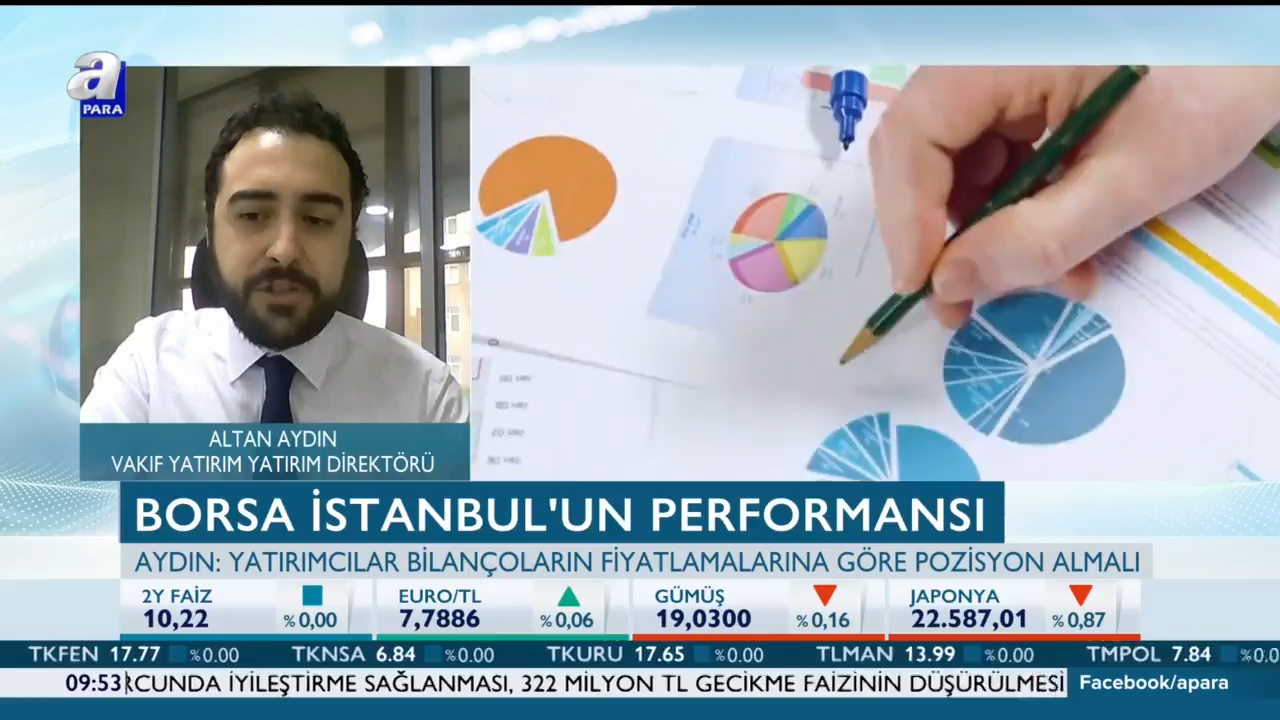 a
PARA
ALTAN AYDIN
VAKIF YATIRIM YATIRIM DİREKTÖRÜ
BORSA İSTANBUL'UN PERFORMANSI
AYDIN: YATIRIMCILAR BİLANÇOLARIN FİYATLAMALARINA GÖRE POZİSYON ALMALI
2Y FAİZ 10,22 %0,00
EURO/TL 7,7886 %0,06
GÜMÜŞ 19,0300 %0,16
JAPONYA 22.587,01 %0,87
TKFEN 17.77 %0.00 TKNSA 6.84 %0.00 TKURU 17.65 %0.00 TLMAN 13.99 %0.00 TMPOL 7.84 %0.0
09:53 RCUNDA İYİLEŞTİRME SAĞLANMASI, 322 MİLYON TL GECİKME FAİZİNİN DÜŞÜRÜLMESİ Facebook/apara